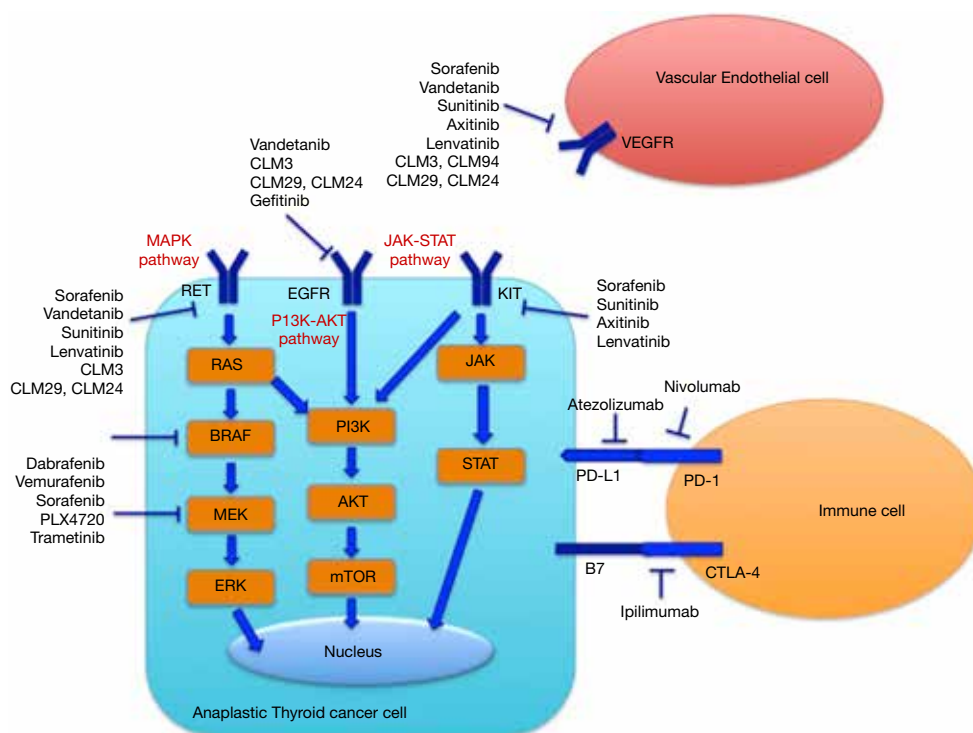 Sorafenib
Vandetanib
Sunitinib
Axitinib
Lenvatinib
CLM3, CLM94
CLM29, CLM24
Vascular Endothelial cell
VEGFR
Vandetanib
CLM3
CLM29, CLM24
Gefitinib
MAPK
pathway
JAK-STAT
pathway
RET
EGFR
KIT
P13K-AKT
pathway
Sorafenib
Vandetanib
Sunitinib
Lenvatinib
CLM3
CLM29, CLM24
Sorafenib
Sunitinib
Axitinib
Lenvatinib
RAS
JAK
BRAF
PI3K
STAT
Dabrafenib
Vemurafenib
Sorafenib
PLX4720
Trametinib
MEK
AKT
ERK
mTOR
Nucleus
Anaplastic Thyroid cancer cell
Nivolumab
Atezolizumab
PD-L1
PD-1
Immune cell
B7
CTLA-4
Ipilimumab